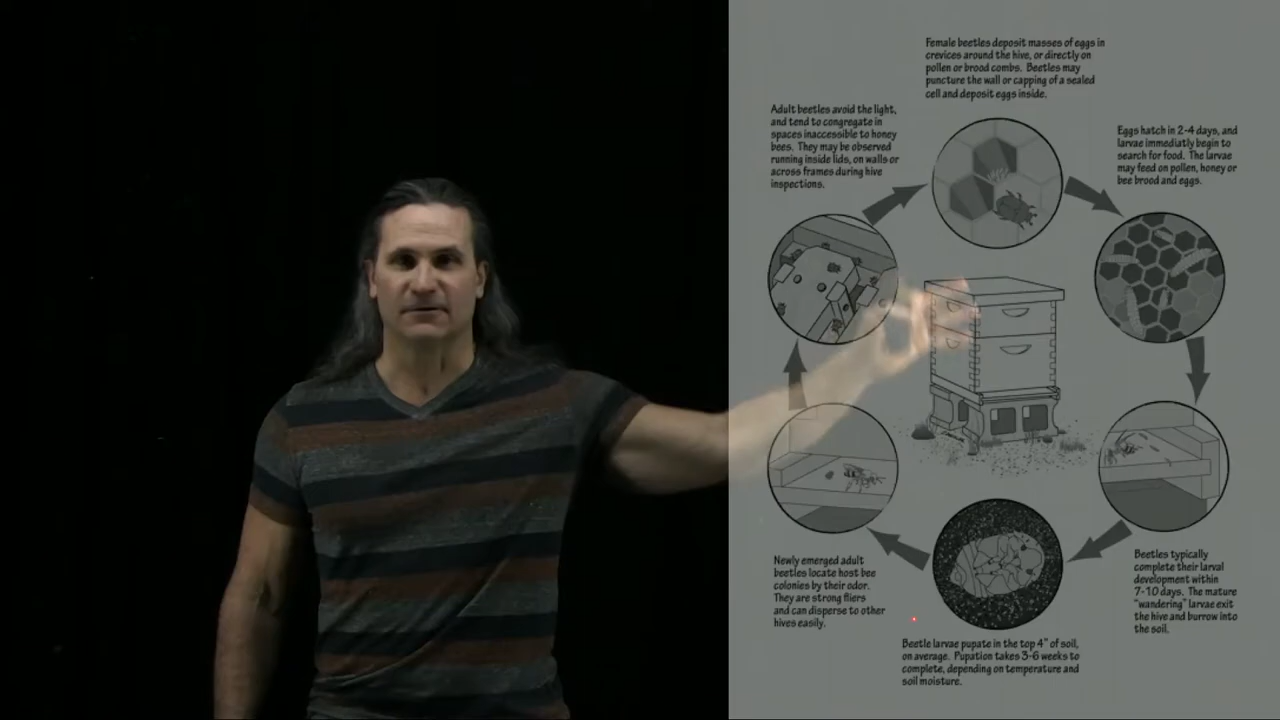 Female beetles deposit masses of eggs in
crevices around the hive, or directly on
pollen or brood combs. Beetles may
puncture the wall or capping of a sealed
cell and deposit eggs inside.
Eggs hatch in 2-4 days, and
larvae immediatly begin to
search for food. The larvae
may feed on pollen, honey or
bee brood and eggs.
Beetles typically
complete their larval
development within
7-10 days. The mature
"wandering" larvae exit
the hive and burrow into
the soil.
Beetle larvae pupate in the top 4" of soil,
on average. Pupation takes 3-6 weeks to
complete, depending on temperature and
soil moisture.
Newly emerged adult
beetles locate host bee
colonies by their odor.
They are strong fliers
and can disperse to other
hives easily.
Adult beetles avoid the light,
and tend to congregate in
spaces inaccessible to honey
bees. They may be observed
running inside lids, on walls or
across frames during hive
inspections.